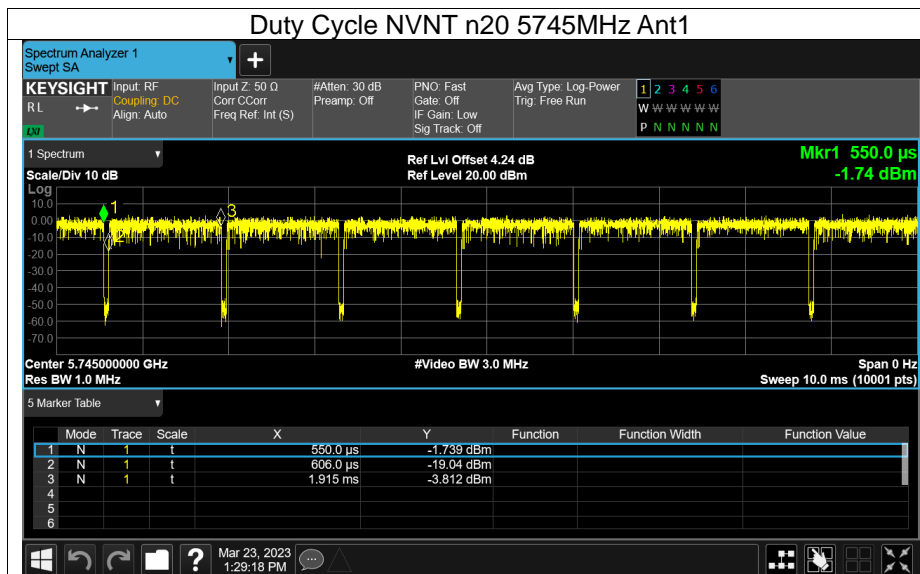 Duty Cycle NVNT n20 5745MHz Ant1
Spectrum Analyzer 1
Swept SA
KEYSIGHT
R L
LXI
Input: RF
Coupling: DC
Align: Auto
Input Z: 50 Ω
Corr CCorr
Freq Ref: Int (S)
#Atten: 30 dB
Preamp: Off
PNO: Fast
Gate: Off
IF Gain: Low
Sig Track: Off
Avg Type: Log-Power
Trig: Free Run
1 2 3 4 5 6
W W W W W W
P N N N N N
1 Spectrum
Scale/Div 10 dB
Ref Lvl Offset 4.24 dB
Ref Level 20.00 dBm
Mkr1 550.0 µs
-1.74 dBm
Log
10.0
0.00
-10.0
-20.0
-30.0
-40.0
-50.0
-60.0
-70.0
1
2
3
Center 5.745000000 GHz
Res BW 1.0 MHz
#Video BW 3.0 MHz
Span 0 Hz
Sweep 10.0 ms (10001 pts)
5 Marker Table
Mode Trace Scale X Y Function Function Width Function Value
1 N 1 t 550.0 µs -1.739 dBm
2 N 1 t 606.0 µs -19.04 dBm
3 N 1 t 1.915 ms -3.812 dBm
4
5
6
?
Mar 23, 2023
1:29:18 PM